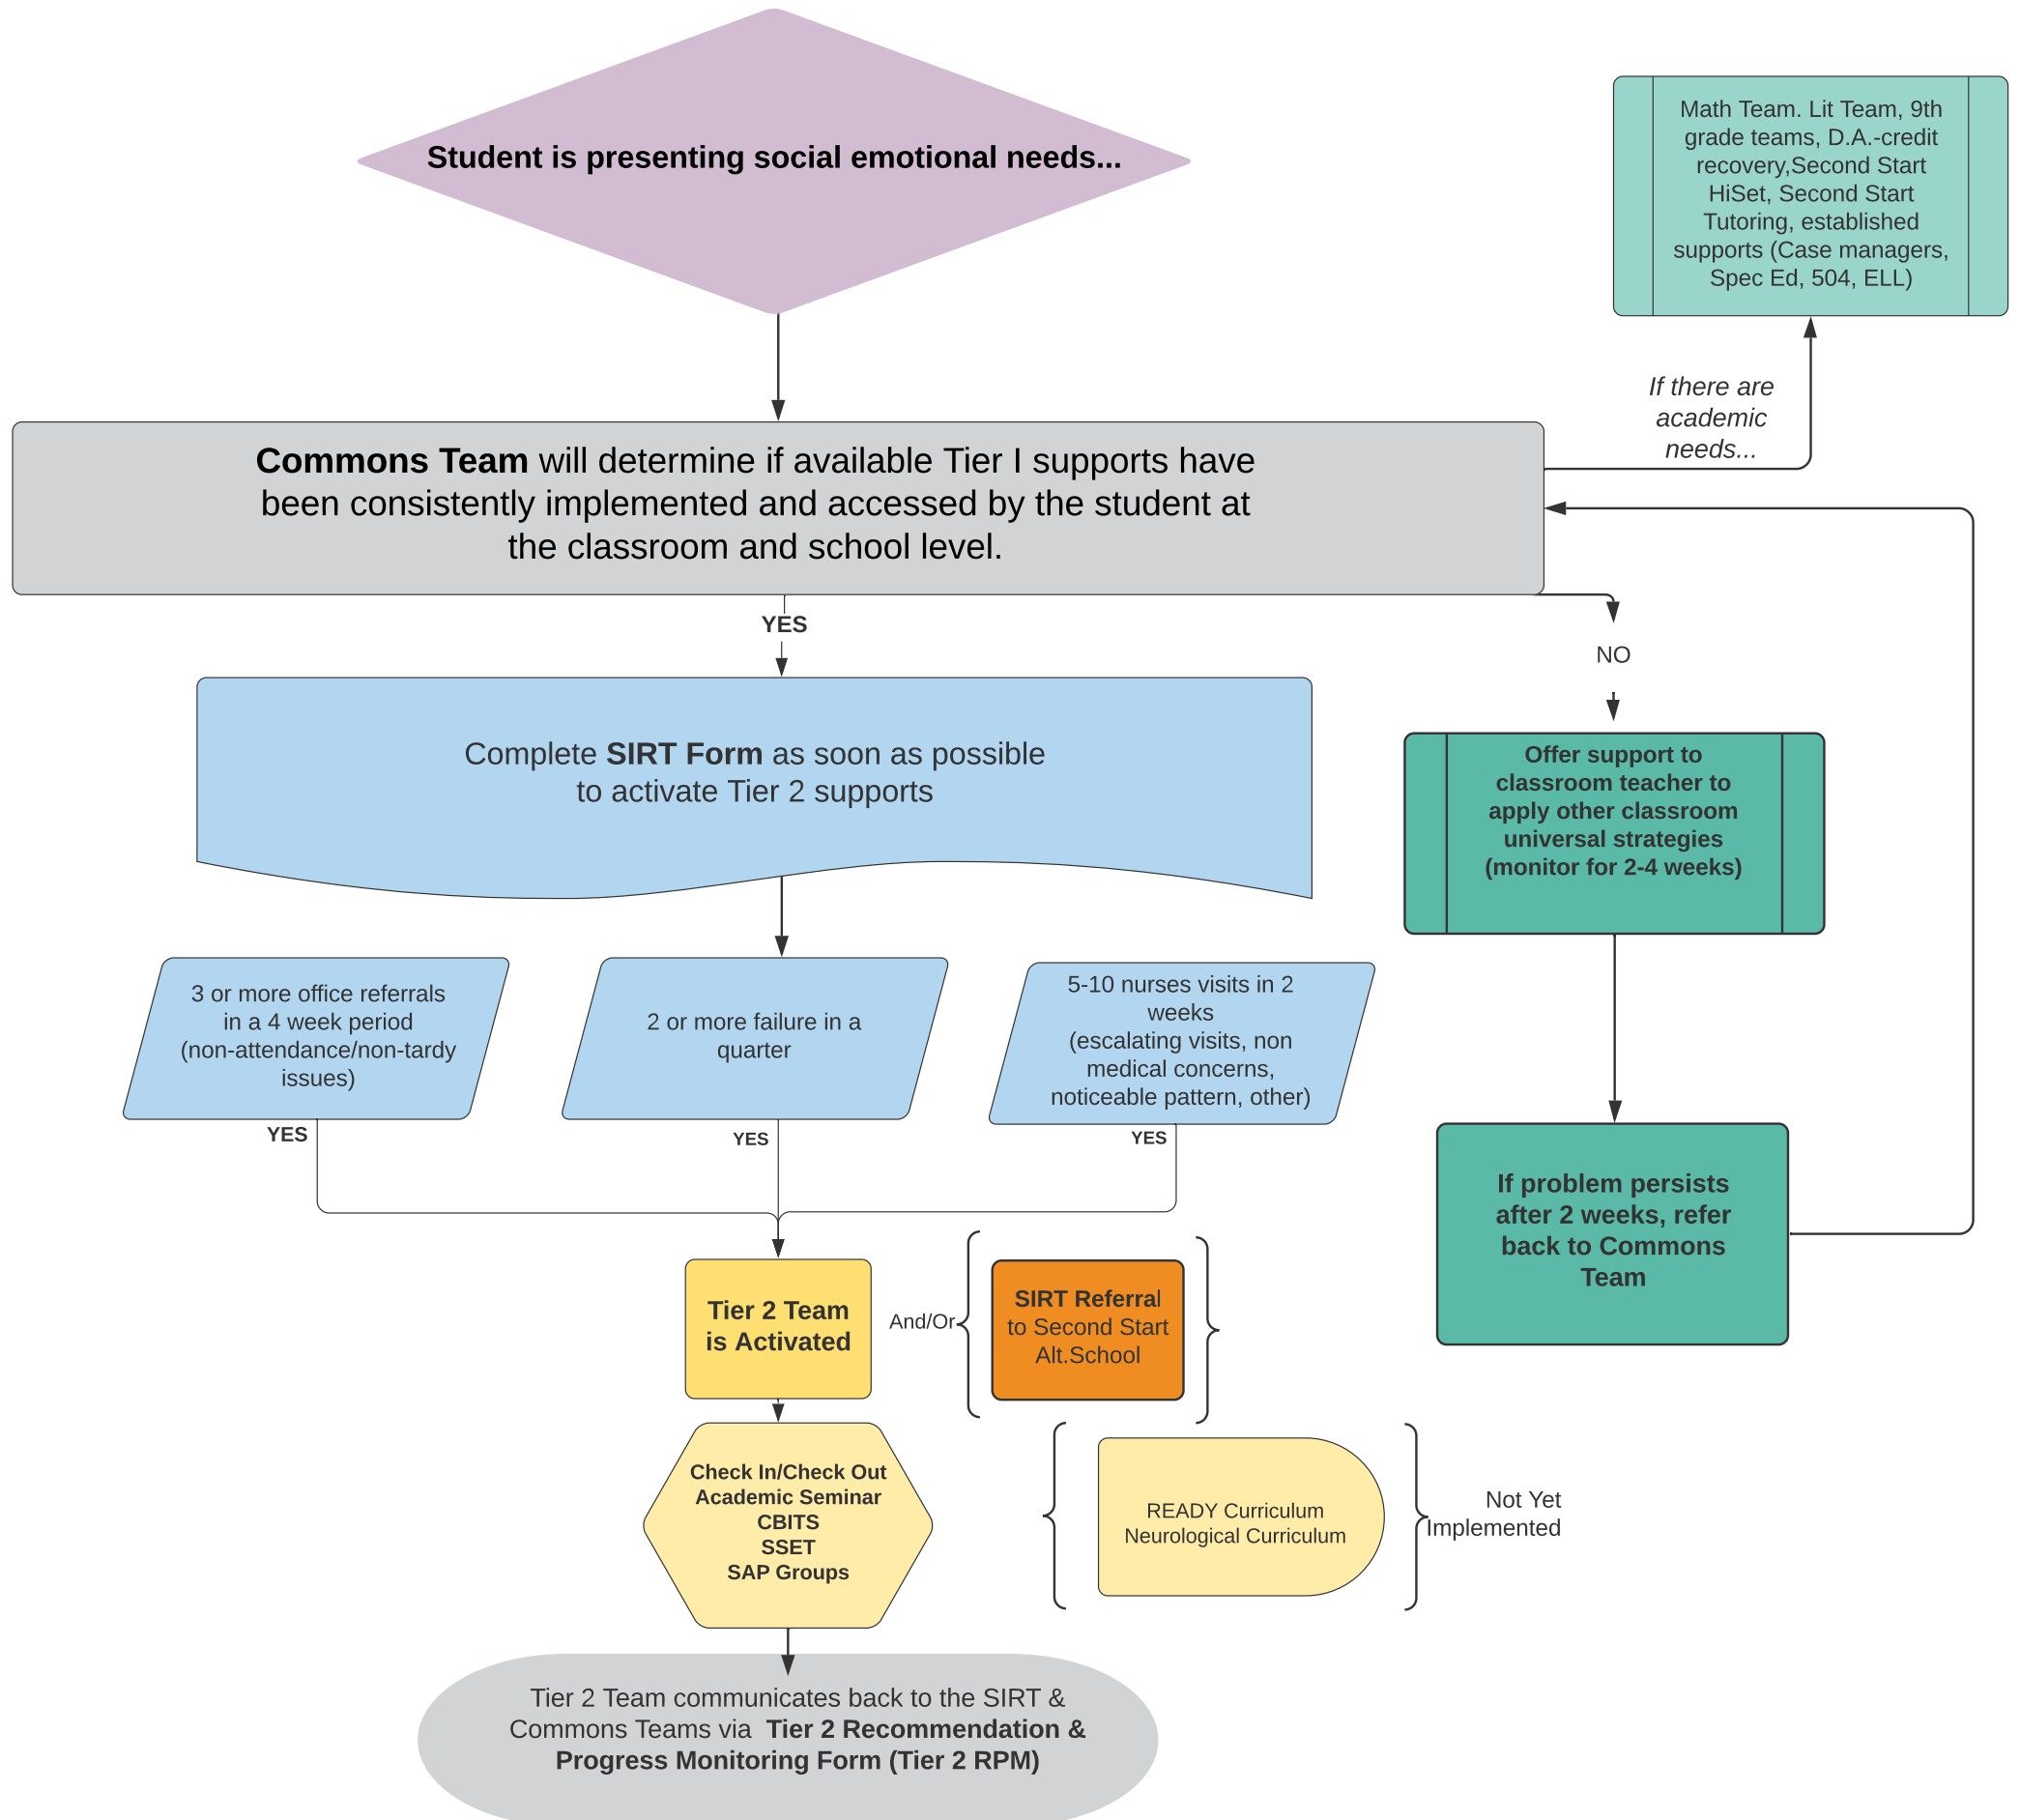 Student is presenting social emotional needs...
Math Team. Lit Team, 9th
grade teams, D.A.-credit
recovery,Second Start
HiSet, Second Start
Tutoring, established
supports (Case managers,
Spec Ed, 504, ELL)
If there are
academic
needs...
Commons Team will determine if available Tier I supports have
been consistently implemented and accessed by the student at
the classroom and school level.
YES
NO
Complete SIRT Form as soon as possible
to activate Tier 2 supports
Offer support to
classroom teacher to
apply other classroom
universal strategies
(monitor for 2-4 weeks)
3 or more office referrals
in a 4 week period
(non-attendance/non-tardy
issues)
YES
2 or more failure in a
quarter
YES
5-10 nurses visits in 2
weeks
(escalating visits, non
medical concerns,
noticeable pattern, other)
YES
If problem persists
after 2 weeks, refer
back to Commons
Team
Tier 2 Team
is Activated
And/Or
SIRT Referral
to Second Start
Alt.School
Check In/Check Out
Academic Seminar
CBITS
SSET
SAP Groups
READY Curriculum
Neurological Curriculum
Not Yet
Implemented
Tier 2 Team communicates back to the SIRT &
Commons Teams via Tier 2 Recommendation &
Progress Monitoring Form (Tier 2 RPM)